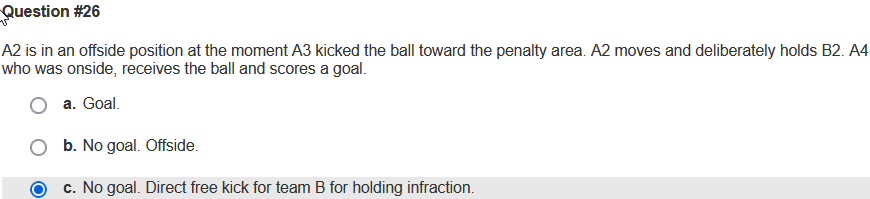 Question #26
A2 is in an offside position at the moment A3 kicked the ball toward the penalty area. A2 moves and deliberately holds B2. A4
who was onside, receives the ball and scores a goal.
a. Goal.
b. No goal. Offside.
c. No goal. Direct free kick for team B for holding infraction.